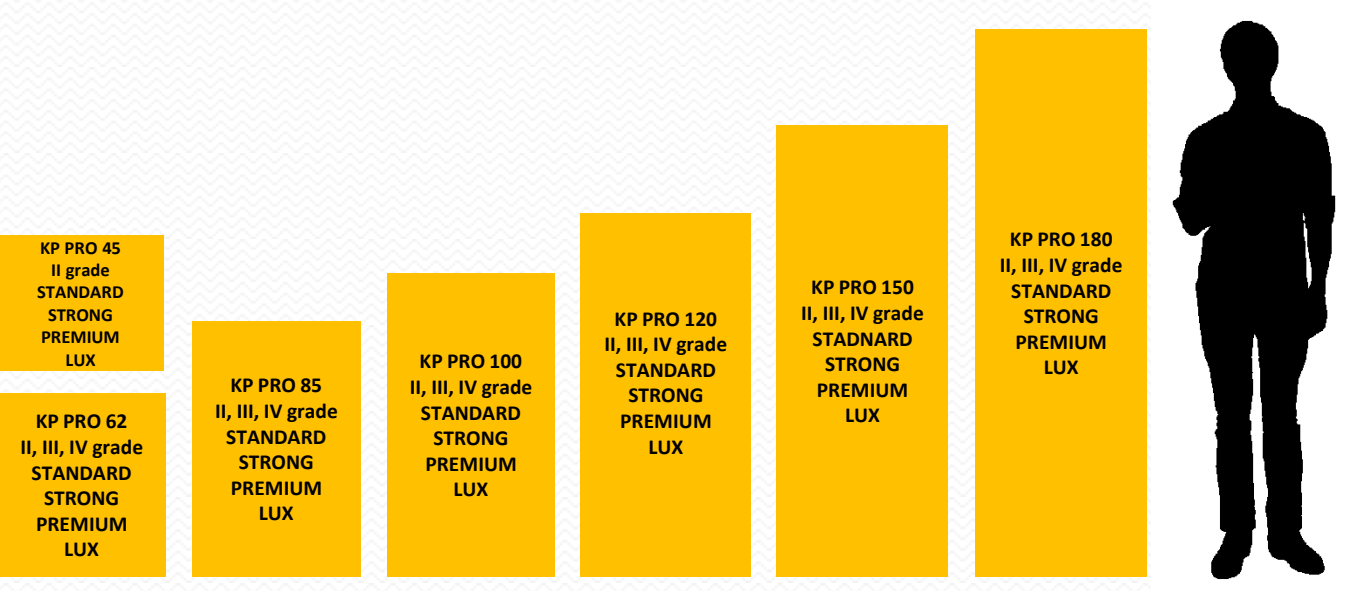 KP PRO 45
II grade
STANDARD
STRONG
PREMIUM
LUX
KP PRO 62
II, III, IV grade
STANDARD
STRONG
PREMIUM
LUX
KP PRO 85
II, III, IV grade
STANDARD
STRONG
PREMIUM
LUX
KP PRO 100
II, III, IV grade
STANDARD
STRONG
PREMIUM
LUX
KP PRO 120
II, III, IV grade
STANDARD
STRONG
PREMIUM
LUX
KP PRO 150
II, III, IV grade
STADNARD
STRONG
PREMIUM
LUX
KP PRO 180
II, III, IV grade
STANDARD
STRONG
PREMIUM
LUX